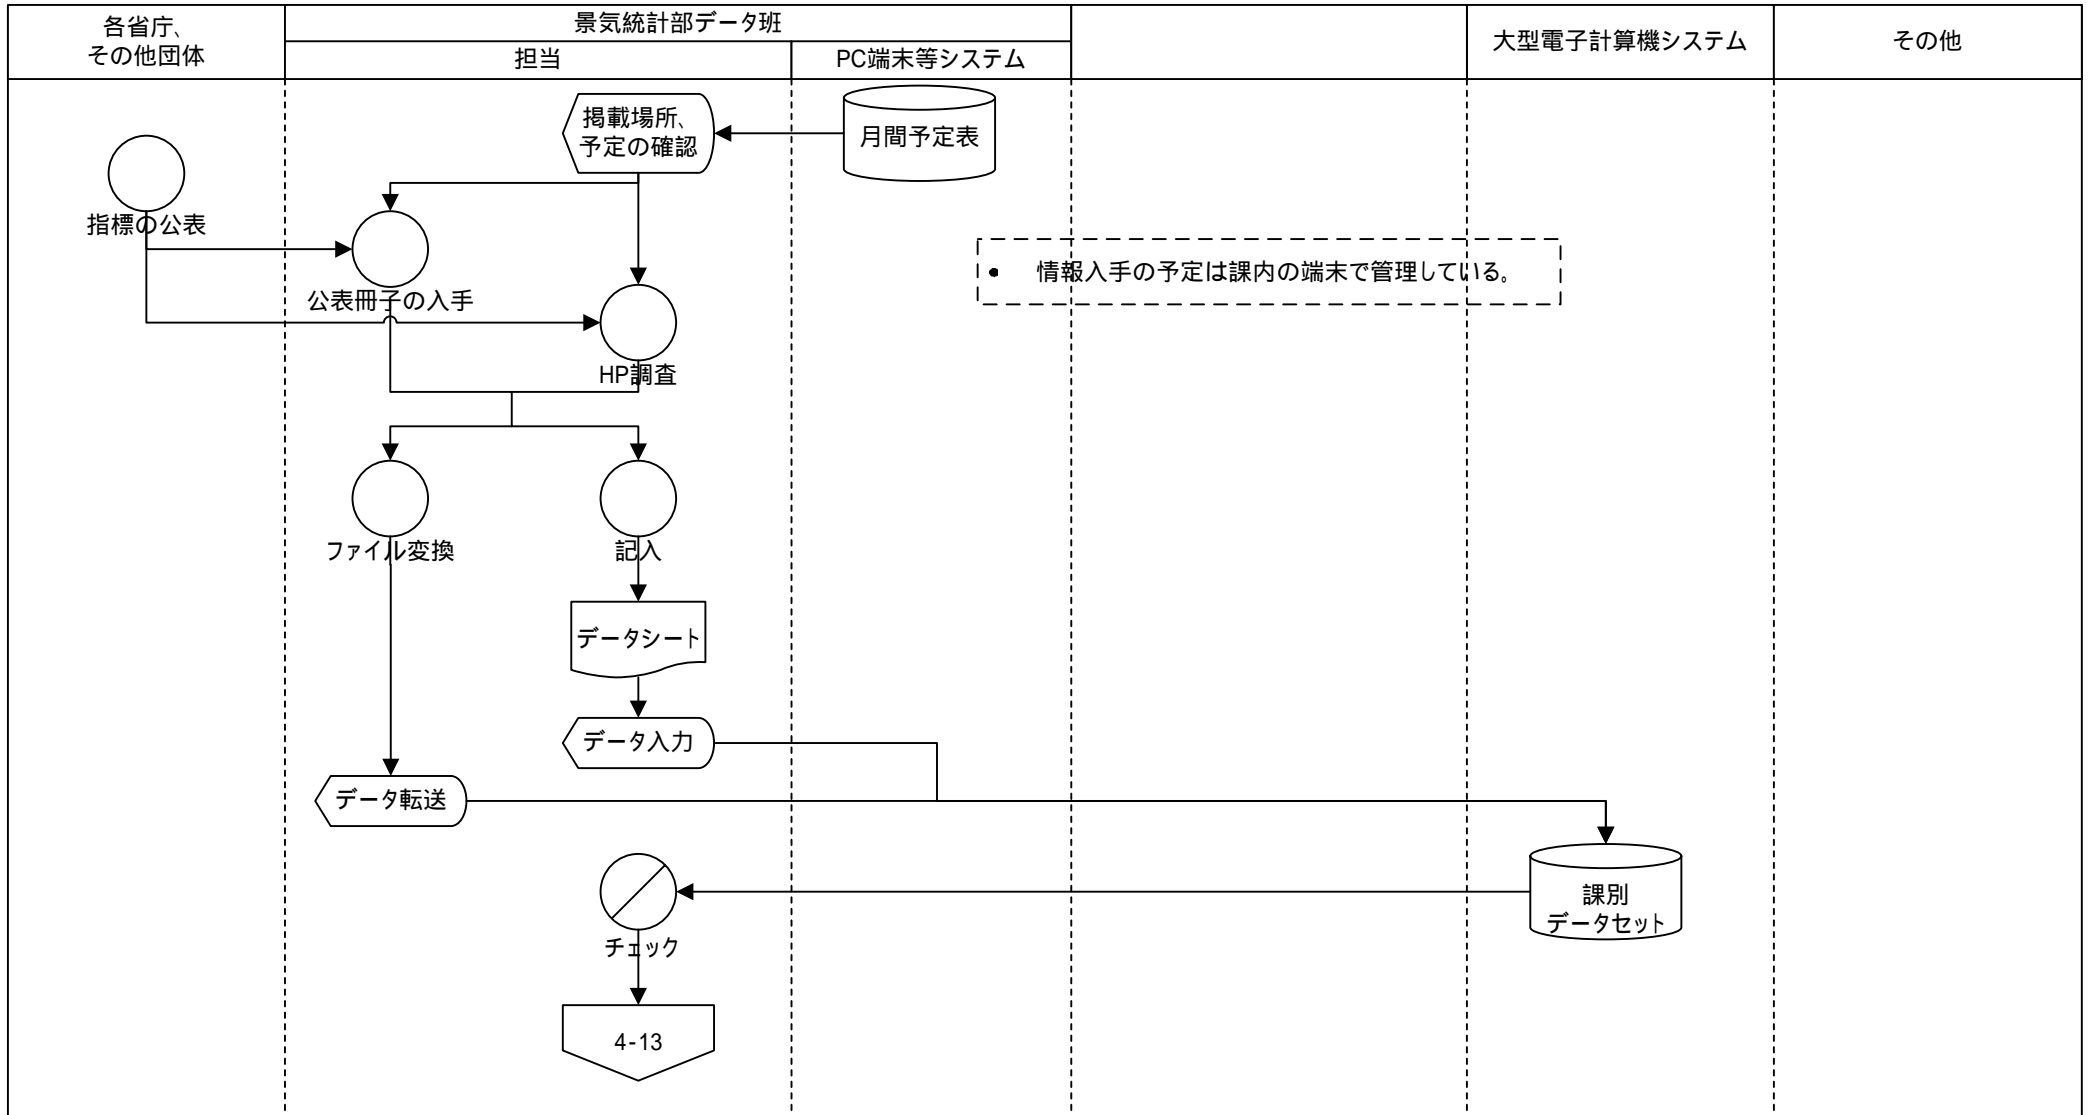 各省庁、
その他団体
景気統計部データ班
担当
PC端末等システム
大型電子計算機システム
その他
掲載場所、
予定の確認
月間予定表
指標の公表
公表冊子の入手
• 情報入手の予定は課内の端末で管理している。
HP調査
ファイル変換
記入
データシート
データ入力
データ転送
課別
データセット
チェック
4-13